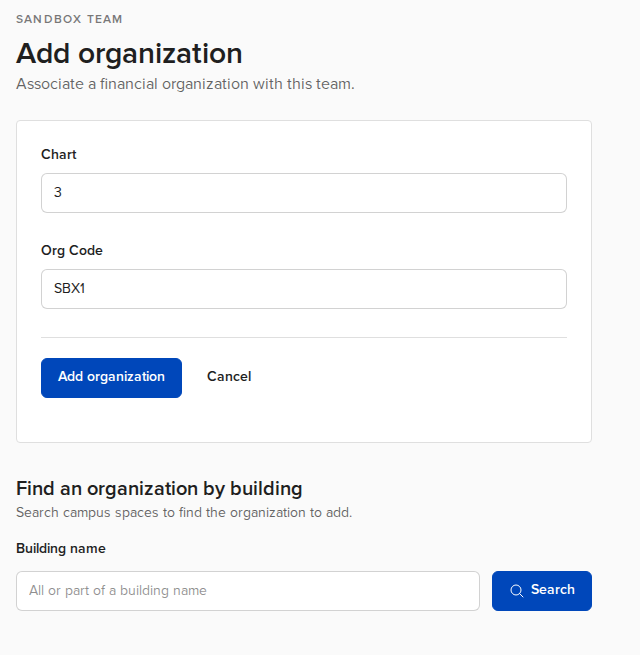 SANDBOX TEAM
Add organization
Associate a financial organization with this team.
Chart
3
Org Code
SBX1
Add organization Cancel
Find an organization by building
Search campus spaces to find the organization to add.
Building name
All or part of a building name Search